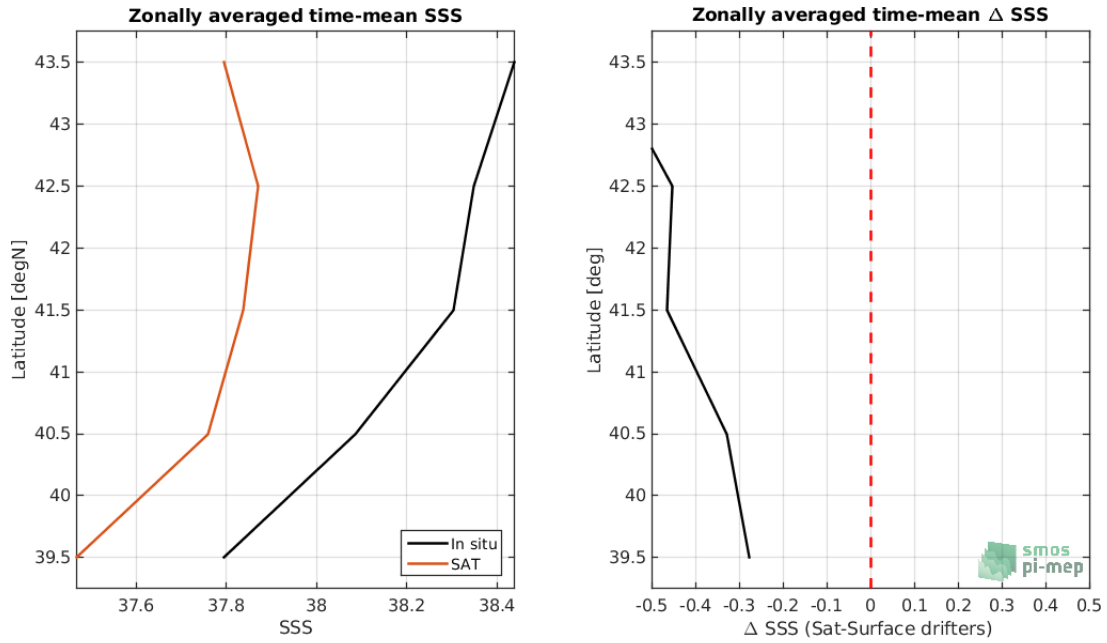 Zonally averaged time-mean SSS
43.5
43
42.5
42
41.5
41
40.5
40
39.5
Latitude [degN]
37.6
37.8
38
38.2
38.4
SSS
In situ
SAT
Zonally averaged time-mean Δ SSS
43.5
43
42.5
42
41.5
41
40.5
40
39.5
Latitude [deg]
-0.5 -0.4 -0.3 -0.2 -0.1 0 0.1 0.2 0.3 0.4 0.5
Δ SSS (Sat-Surface drifters)
smos
pi-mep